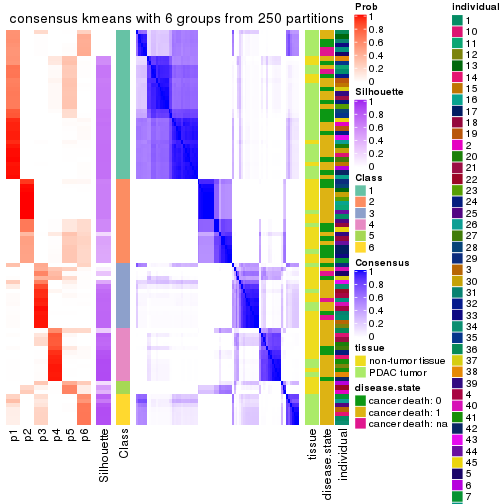 consensus kmeans with 6 groups from 250 partitions
p1
p2
p3
p4
p5
p6
Silhouette
Class
tissue
disease.state
individual
Prob
1
0.8
0.6
0.4
0.2
0
Silhouette
1
0.8
0.6
0.4
0.2
0
Class
1
2
3
4
5
6
Consensus
1
0.8
0.6
0.4
0.2
0
tissue
non-tumor tissue
PDAC tumor
disease.state
cancer death: 0
cancer death: 1
cancer death: na
individual
1
10
11
12
13
14
15
16
17
18
19
2
20
21
22
23
24
25
26
27
28
29
3
30
31
32
33
34
35
36
37
38
39
4
40
41
42
43
44
45
5
6
7